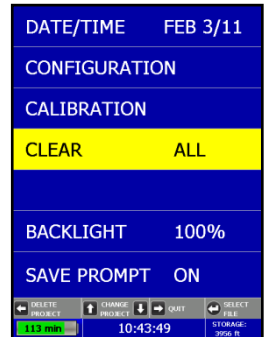 DATE/TIME FEB 3/11
CONFIGURATION
CALIBRATION
CLEAR ALL
BACKLIGHT 100%
SAVE PROMPT ON
DELETE PROJECT CHANGE PROJECT QUIT SELECT FILE
113 min 10:43:49 STORAGE: 3956 ft